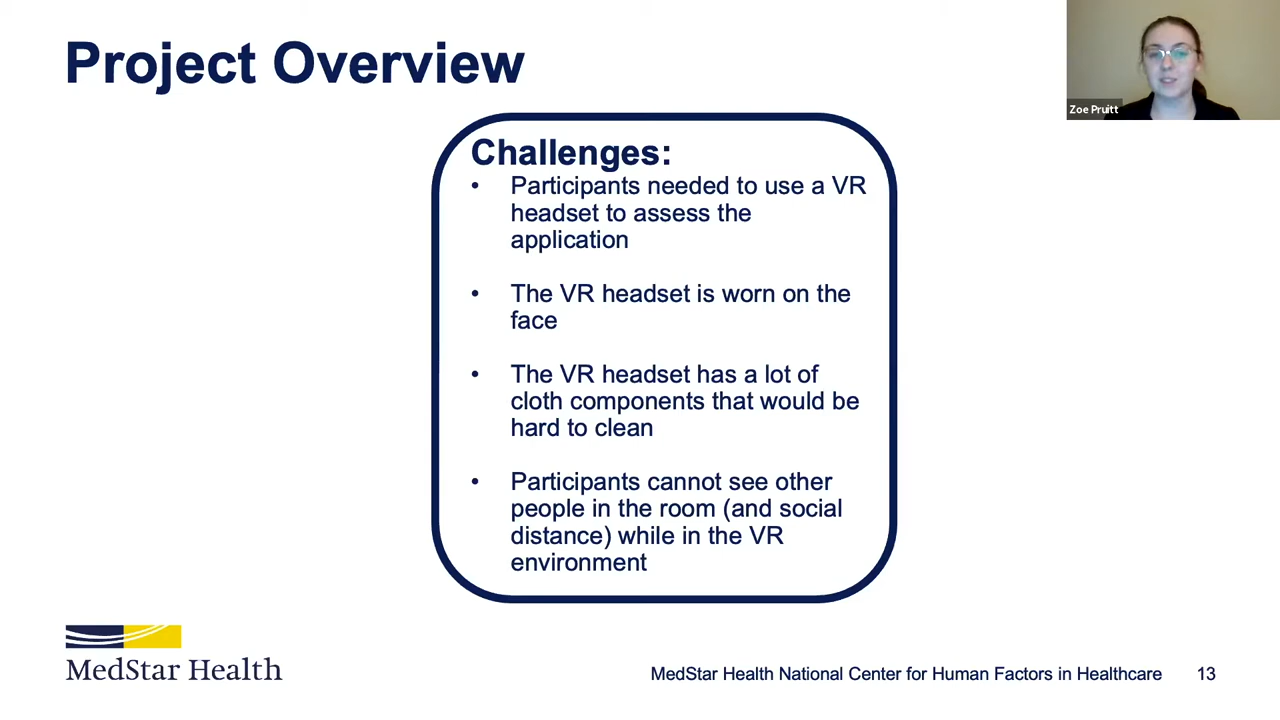 Project Overview
Zoe Pruitt
Challenges:
• Participants needed to use a VR
headset to assess the
application
• The VR headset is worn on the
face
• The VR headset has a lot of
cloth components that would be
hard to clean
• Participants cannot see other
people in the room (and social
distance) while in the VR
environment
MedStar Health
MedStar Health National Center for Human Factors in Healthcare 13